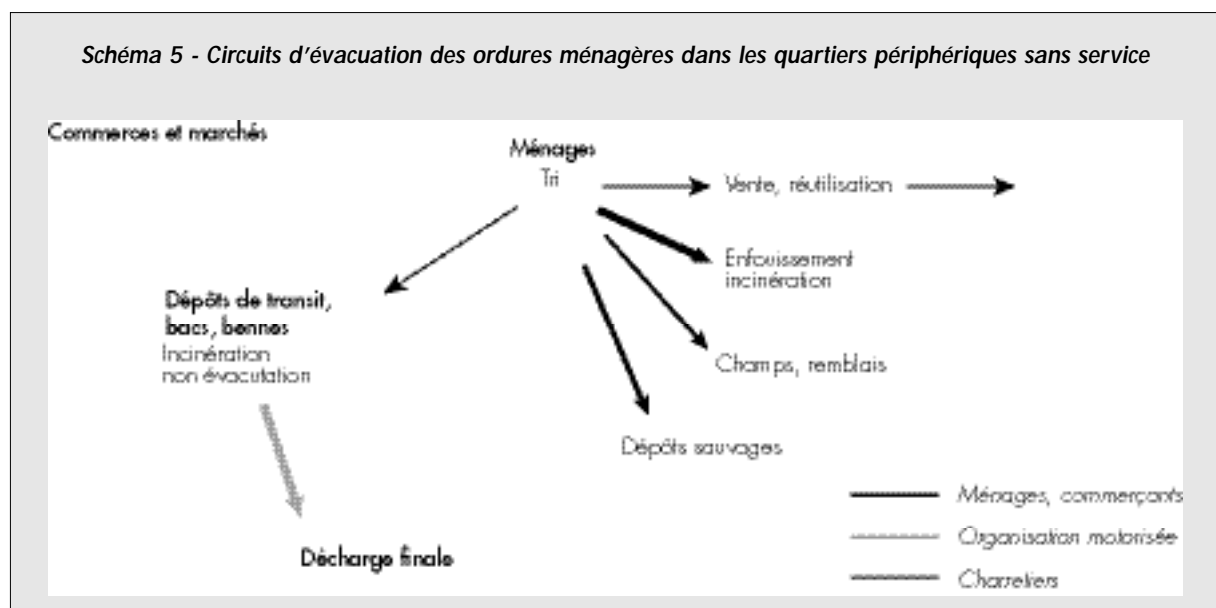 Schéma 5 - Circuits d'évacuation des ordures ménagères dans les quartiers périphériques sans service
Commerces et marchés
Ménages
Tri
Vente, réutilisation
Enfouissement
incinération
Dépôts de transit,
bacs, bennes
Incinération
non évacutation
Champs, remblais
Dépôts sauvages
Ménages, commerçants
Organisation motorisée
Charretiers
Décharge finale